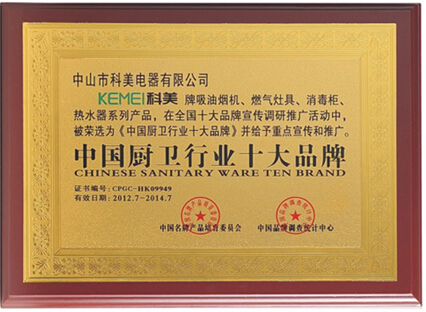 中山市科美电器有限公司
KEMEI科美 牌吸油烟机、燃气灶具、消毒柜、
热水器系列产品，在全国十大品牌宣传调研推广活动中，
被荣选为《中国厨卫行业十大品牌》并给予重点宣传和推广。
中国厨卫行业十大品牌
CHINESE SANITARY WARE TEN BRAND
证书编号：CPGC-HK09949
有效日期：2012.7-2014.7
中国名牌产品培育委员会 中国品牌调查统计中心